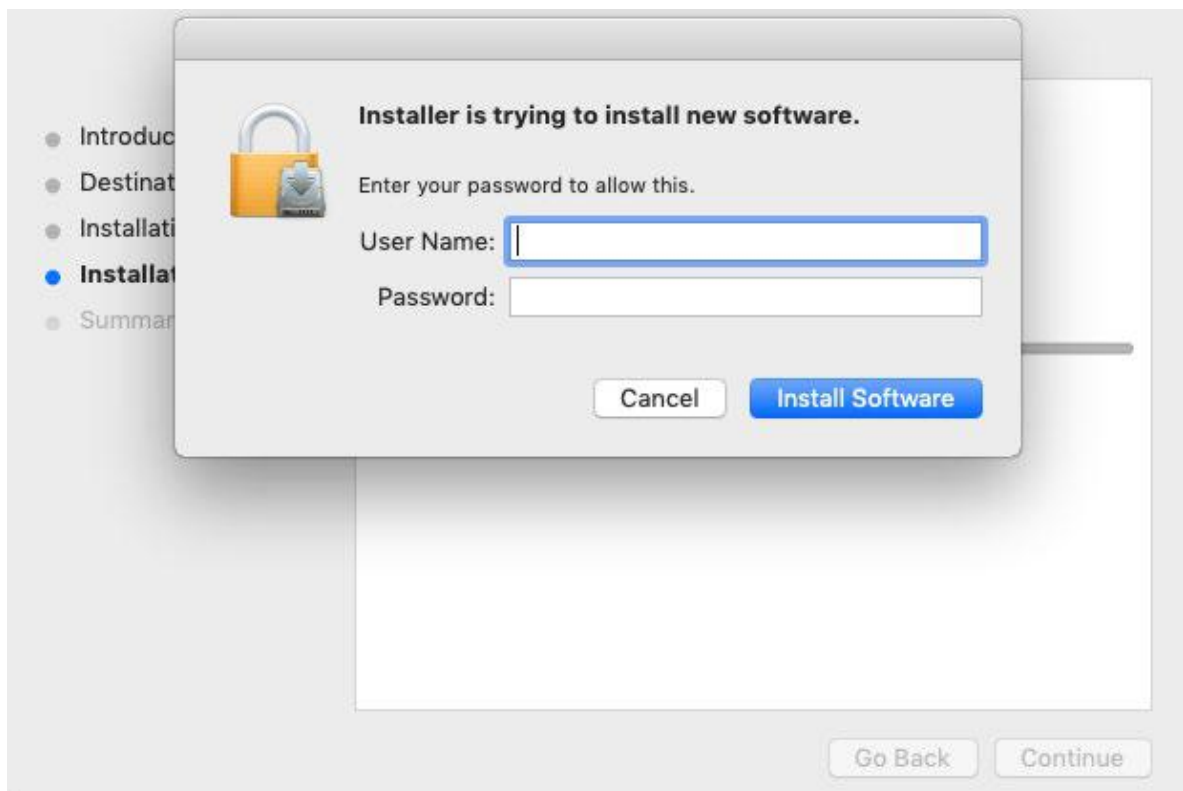 Installer is trying to install new software.
Enter your password to allow this.
User Name:
Password:
Cancel
Install Software
Introduc
Destinat
Installati
Installat
Summar
Go Back
Continue